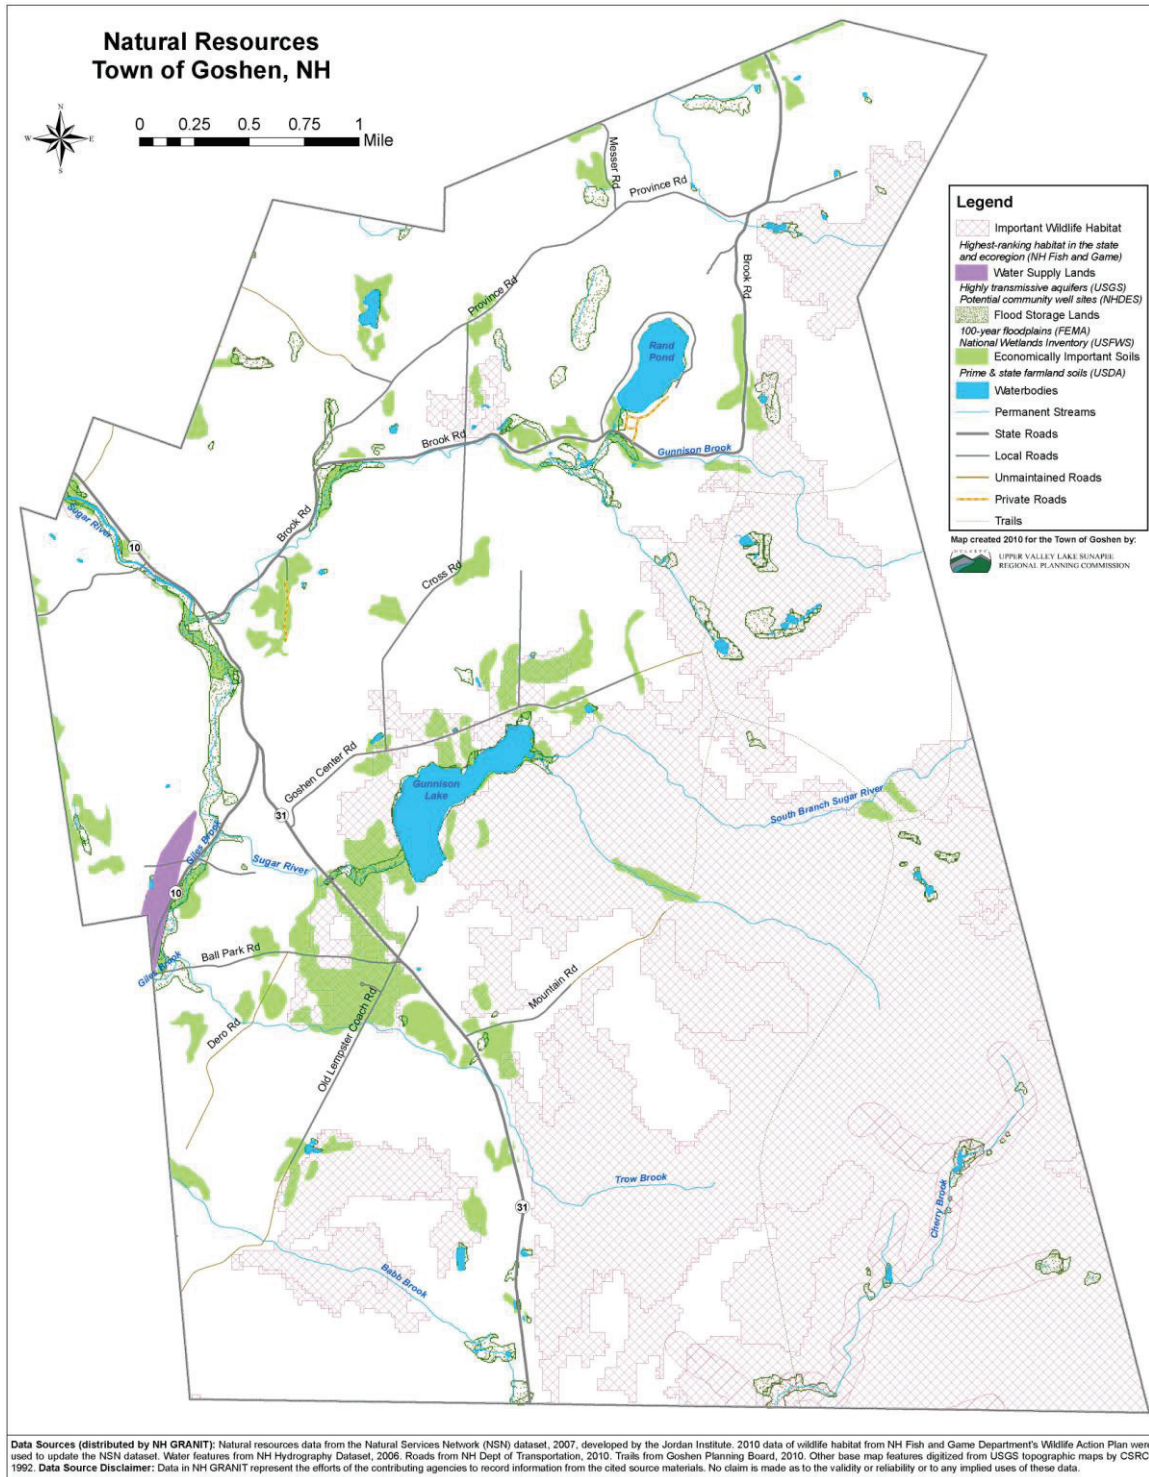 Natural Resources
Town of Goshen, NH
N
W E
S
0 0.25 0.5 0.75 1
Mile
Messer Rd
Province Rd
Legend
Important Wildlife Habitat
Highest-ranking habitat in the state
and ecoregion (NH Fish and Game)
Water Supply Lands
Highly transmissive aquifers (USGS)
Potential community well sites (NHDES)
Flood Storage Lands
100-year floodplains (FEMA)
National Wetlands Inventory (USFWS)
Economically Important Soils
Prime & state farmland soils (USDA)
Waterbodies
Permanent Streams
State Roads
Local Roads
Unmaintained Roads
Private Roads
Trails
Map created 2010 for the Town of Goshen by:
UPPER VALLEY LAKE SUNAPEE
REGIONAL PLANNING COMMISSION
Brook Rd
Province Rd
Rand
Pond
Brook Rd
Gunnison Brook
Sugar River
Brook Rd
10
Cross Rd
Goshen Center Rd
Gunnison
Lake
South Branch Sugar River
31
Giles Brook
Sugar River
10
Ball Park Rd
Giles Brook
Mountain Rd
Old Lempster Coach Rd
Dero Rd
Trow Brook
31
Cherry Brook
Babb Brook
Data Sources (distributed by NH GRANIT): Natural resources data from the Natural Services Network (NSN) dataset, 2007, developed by the Jordan Institute. 2010 data of wildlife habitat from NH Fish and Game Department's Wildlife Action Plan were
used to update the NSN dataset. Water features from NH Hydrography Dataset, 2006. Roads from NH Dept of Transportation, 2010. Trails from Goshen Planning Board, 2010. Other base map features digitized from USGS topographic maps by CSRC,
1992. Data Source Disclaimer: Data in NH GRANIT represent the efforts of the contributing agencies to record information from the cited source materials. No claim is made as to the validity or reliability or to any implied uses of these data.